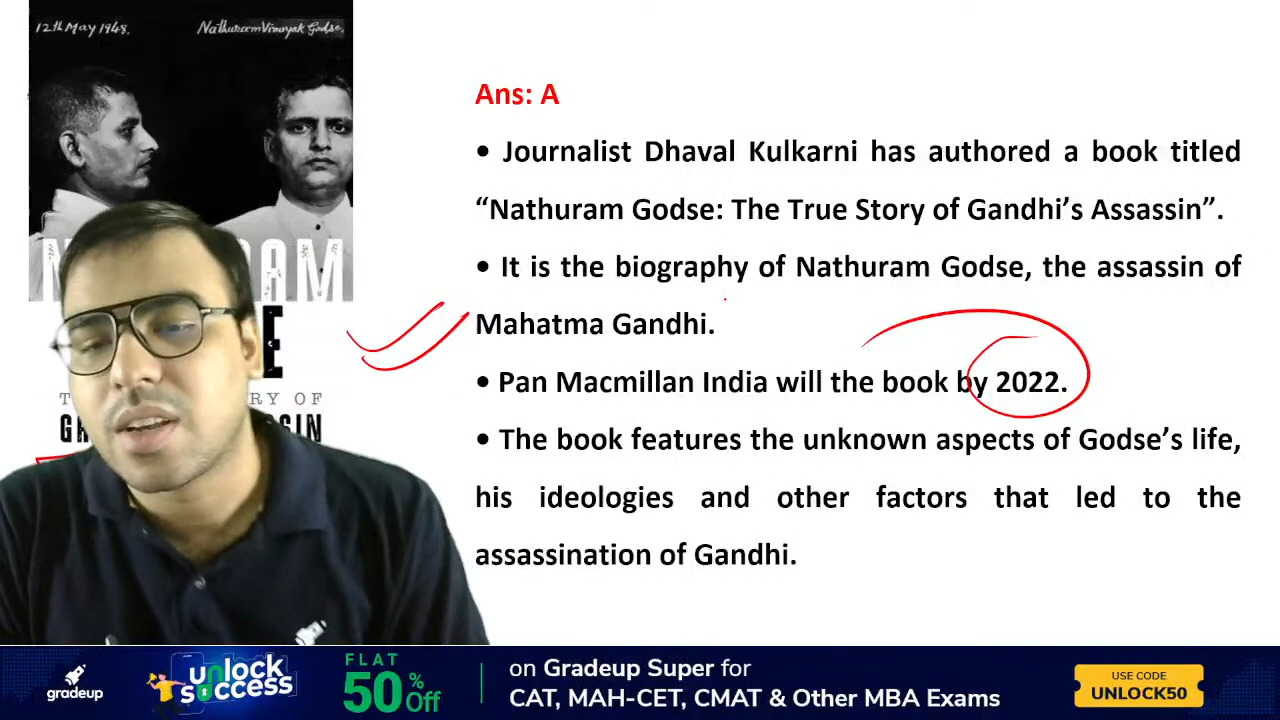 12th May 1948.
Nathuram Vinayak Godse.
Ans: A
• Journalist Dhaval Kulkarni has authored a book titled
“Nathuram Godse: The True Story of Gandhi’s Assassin”.
• It is the biography of Nathuram Godse, the assassin of
Mahatma Gandhi.
• Pan Macmillan India will the book by 2022.
• The book features the unknown aspects of Godse’s life,
his ideologies and other factors that led to the
assassination of Gandhi.
gradeup
unlock
success
FLAT
50% Off
on Gradeup Super for
CAT, MAH-CET, CMAT & Other MBA Exams
USE CODE
UNLOCK50